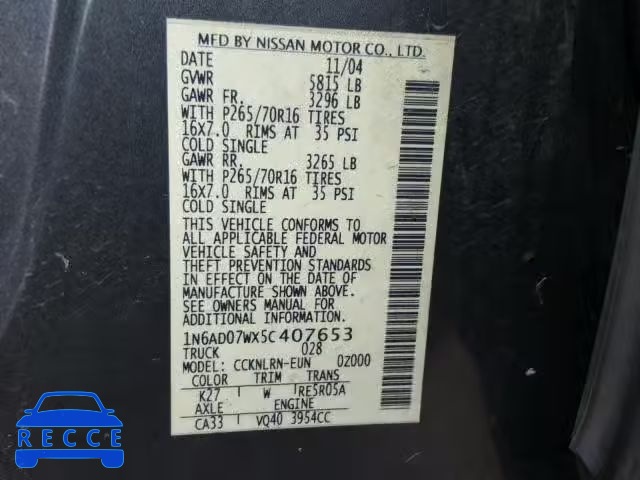 MFD BY NISSAN MOTOR CO., LTD.
DATE 11/04
GVWR 5815 LB
GAWR FR. 3296 LB
WITH P265/70R16 TIRES
16X7.0 RIMS AT 35 PSI
COLD SINGLE
GAWR RR. 3265 LB
WITH P265/70R16 TIRES
16X7.0 RIMS AT 35 PSI
COLD SINGLE
THIS VEHICLE CONFORMS TO
ALL APPLICABLE FEDERAL MOTOR
VEHICLE SAFETY AND
THEFT PREVENTION STANDARDS
IN EFFECT ON THE DATE OF
MANUFACTURE SHOWN ABOVE.
SEE OWNERS MANUAL FOR
ADDITIONAL INFORMATION
1N6AD07WX5C407653
TRUCK 028
MODEL: CCKNLRN-EUN 0Z000
COLOR TRIM TRANS
K27 W RE5R05A
AXLE ENGINE
CA33 VQ40 3954CC
RECCE